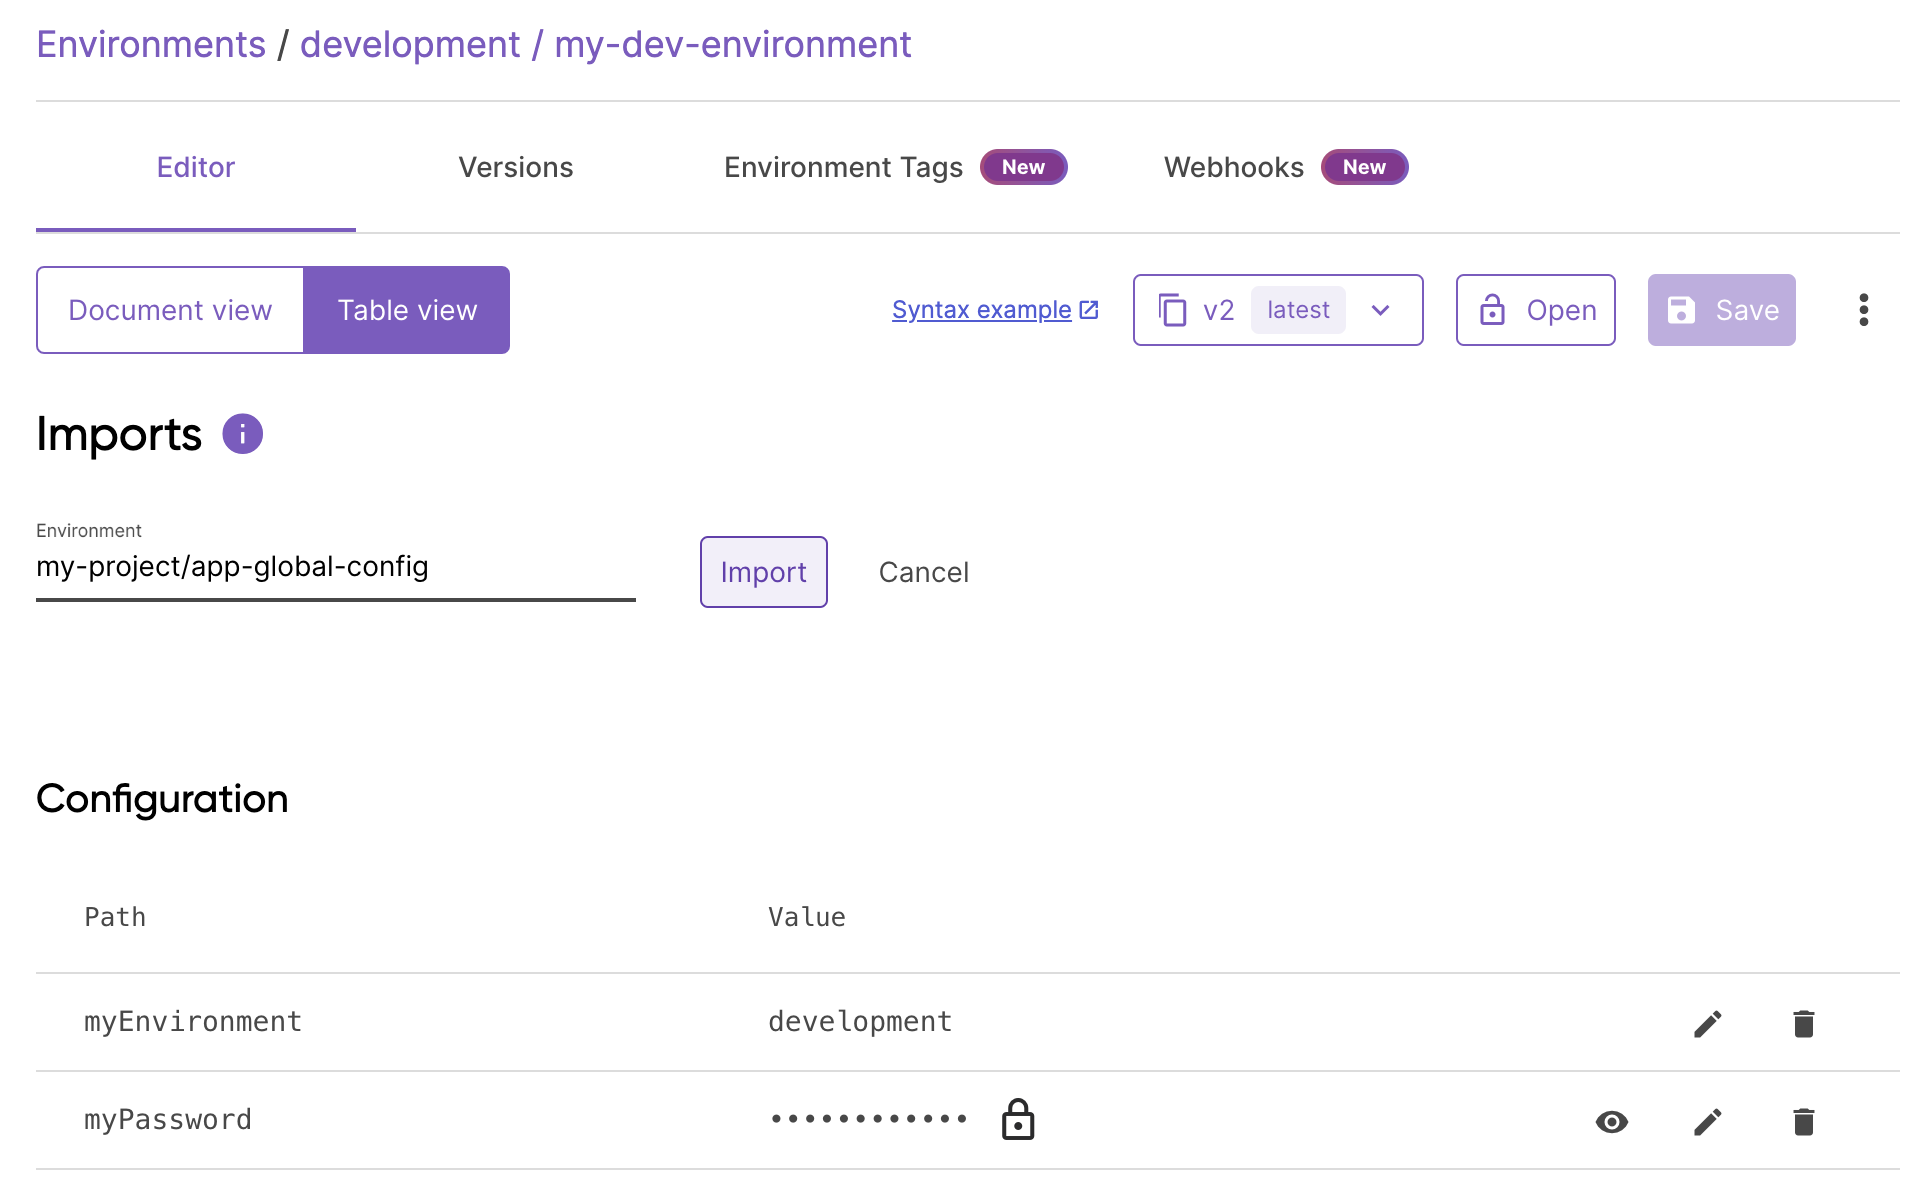 Environments / development / my-dev-environment
Editor Versions Environment Tags New Webhooks New
Document view Table view Syntax example v2 latest Open Save
Imports i
Environment
my-project/app-global-config
Import Cancel
Configuration
Path Value
myEnvironment development
myPassword ••••••••••••